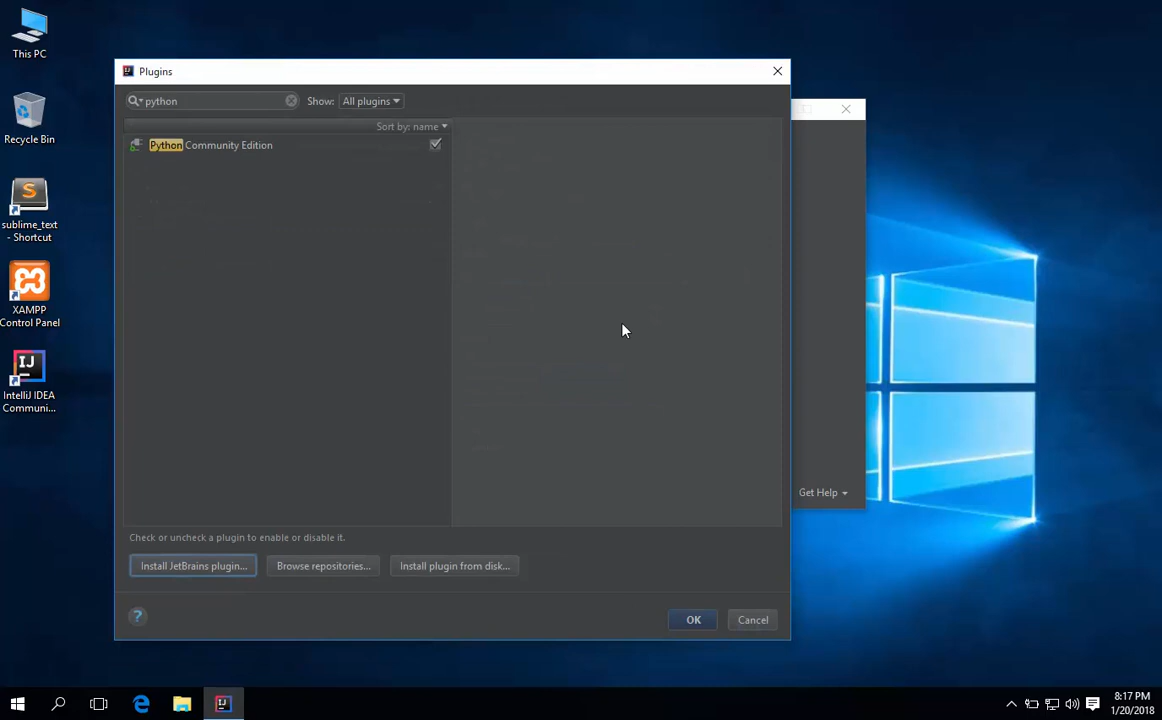 This PC
Recycle Bin
sublime_text
- Shortcut
XAMPP
Control Panel
IntelliJ IDEA
Communi...
Plugins
python
Show: All plugins
Sort by: name
Python Community Edition
Check or uncheck a plugin to enable or disable it.
Install JetBrains plugin...
Browse repositories...
Install plugin from disk...
?
OK
Cancel
Get Help
8:17 PM
1/20/2018